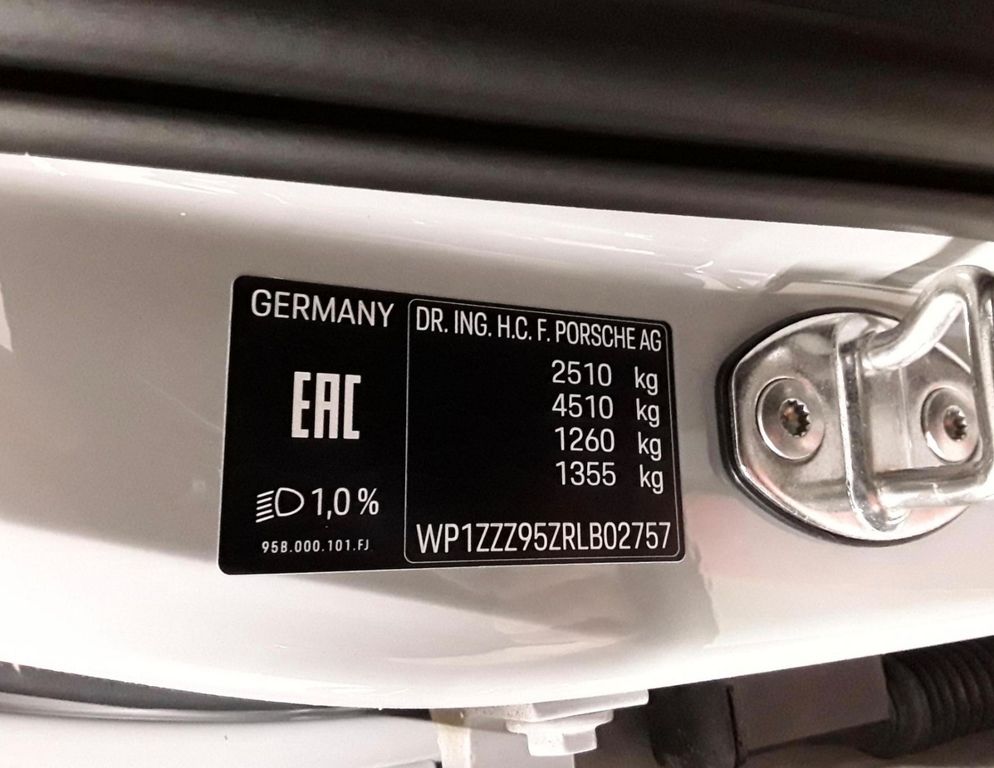 GERMANY
EAC
1,0 %
95B.000.101.FJ
DR. ING. H.C. F. PORSCHE AG
2510 kg
4510 kg
1260 kg
1355 kg
WP1ZZZ95ZRLB02757